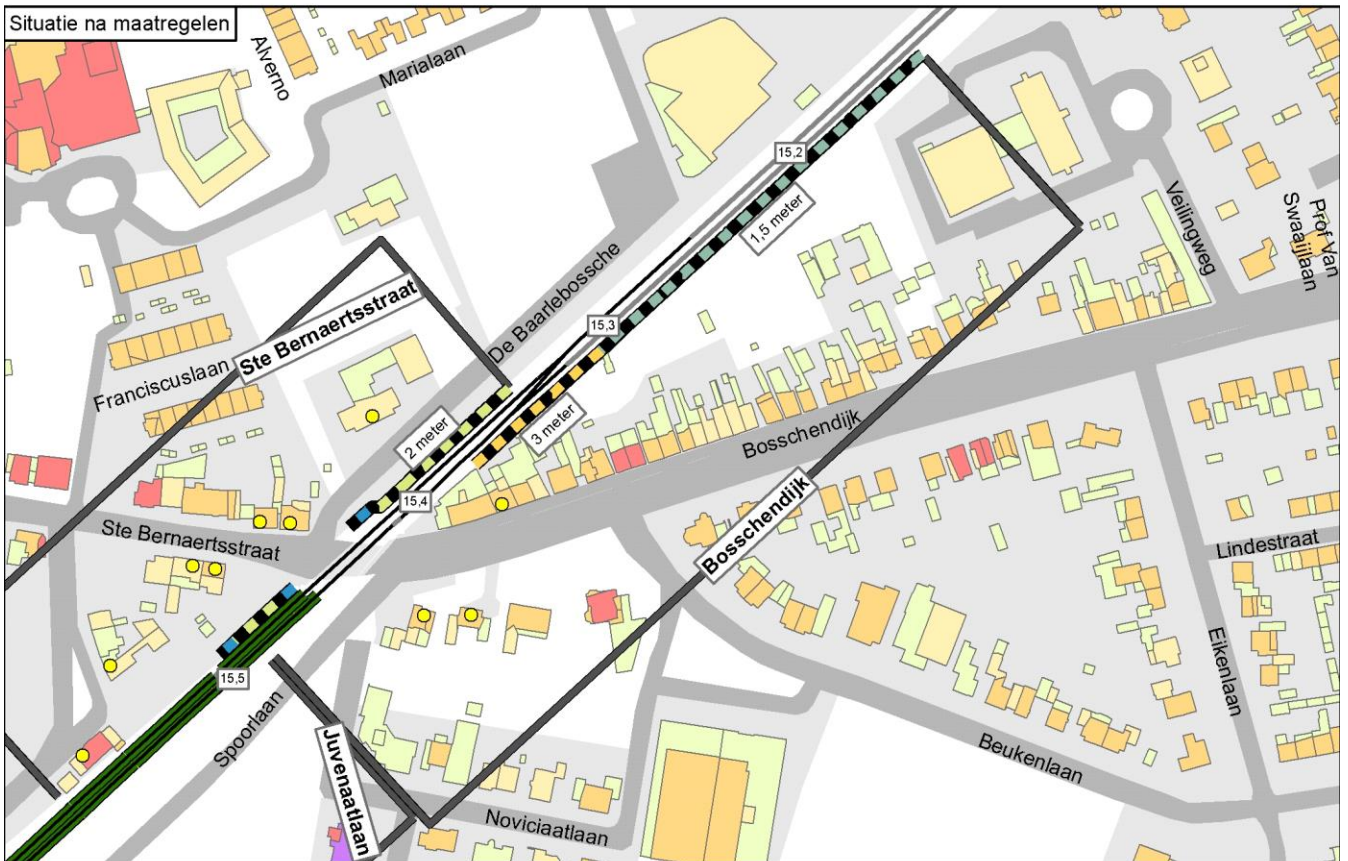 Situatie na maatregelen
Alverno
Marialaan
15,2
1,5 meter
Veilingweg
Prof Van
Swaaijlaan
De Baarlebossche
Ste Bernaertsstraat
15,3
Franciscuslaan
2 meter
3 meter
Bosschendijk
15,4
Ste Bernaertsstraat
Bosschendijk
Lindestraat
Eikenlaan
15,5
Spoorlaan
Juvenaatlaan
Beukenlaan
Noviciaatlaan